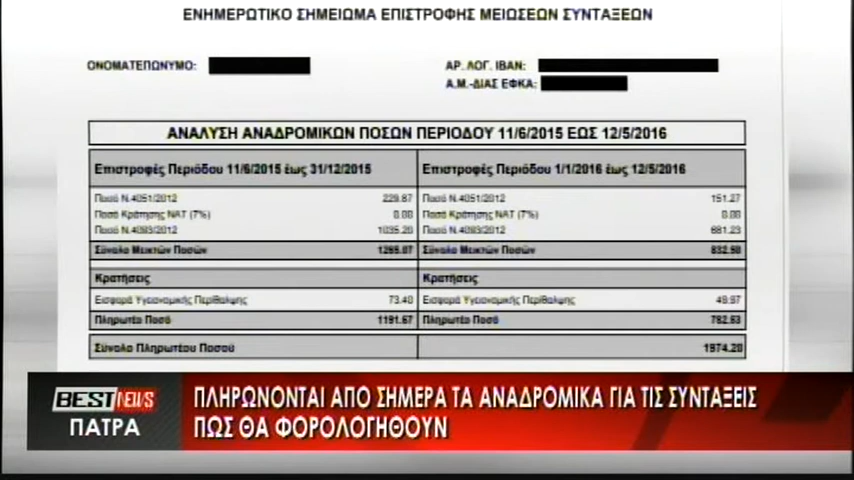 ΕΝΗΜΕΡΩΤΙΚΟ ΣΗΜΕΙΩΜΑ ΕΠΙΣΤΡΟΦΗΣ ΜΕΙΩΣΕΩΝ ΣΥΝΤΑΞΕΩΝ
ΟΝΟΜΑΤΕΠΩΝΥΜΟ: ΑΡ. ΛΟΓ. ΙΒΑΝ:
Α.Μ.-ΔΙΑΣ ΕΦΚΑ:
ΑΝΑΛΥΣΗ ΑΝΑΔΡΟΜΙΚΩΝ ΠΟΣΩΝ ΠΕΡΙΟΔΟΥ 11/6/2015 ΕΩΣ 12/5/2016
Επιστροφές Περιόδου 11/6/2015 έως 31/12/2015 Επιστροφές Περιόδου 1/1/2016 έως 12/5/2016
Ποσό Ν.4051/2012 229.87 Ποσό Ν.4051/2012 151.27
Ποσό Κράτησης ΝΑΤ (7%) 0.00 Ποσό Κράτησης ΝΑΤ (7%) 0.00
Ποσό Ν.4093/2012 1035.20 Ποσό Ν.4093/2012 681.23
Σύνολο Μεικτών Ποσών 1265.07 Σύνολο Μεικτών Ποσών 832.50
Κρατήσεις Κρατήσεις
Εισφορά Υγειονομικής Περίθαλψης 73.40 Εισφορά Υγειονομικής Περίθαλψης 49.97
Πληρωτέο Ποσό 1191.67 Πληρωτέο Ποσό 782.53
Σύνολο Πληρωτέου Ποσού 1974.20
BEST NEWS ΠΛΗΡΩΝΟΝΤΑΙ ΑΠΟ ΣΗΜΕΡΑ ΤΑ ΑΝΑΔΡΟΜΙΚΑ ΓΙΑ ΤΙΣ ΣΥΝΤΑΞΕΙΣ
ΠΑΤΡΑ ΠΩΣ ΘΑ ΦΟΡΟΛΟΓΗΘΟΥΝ